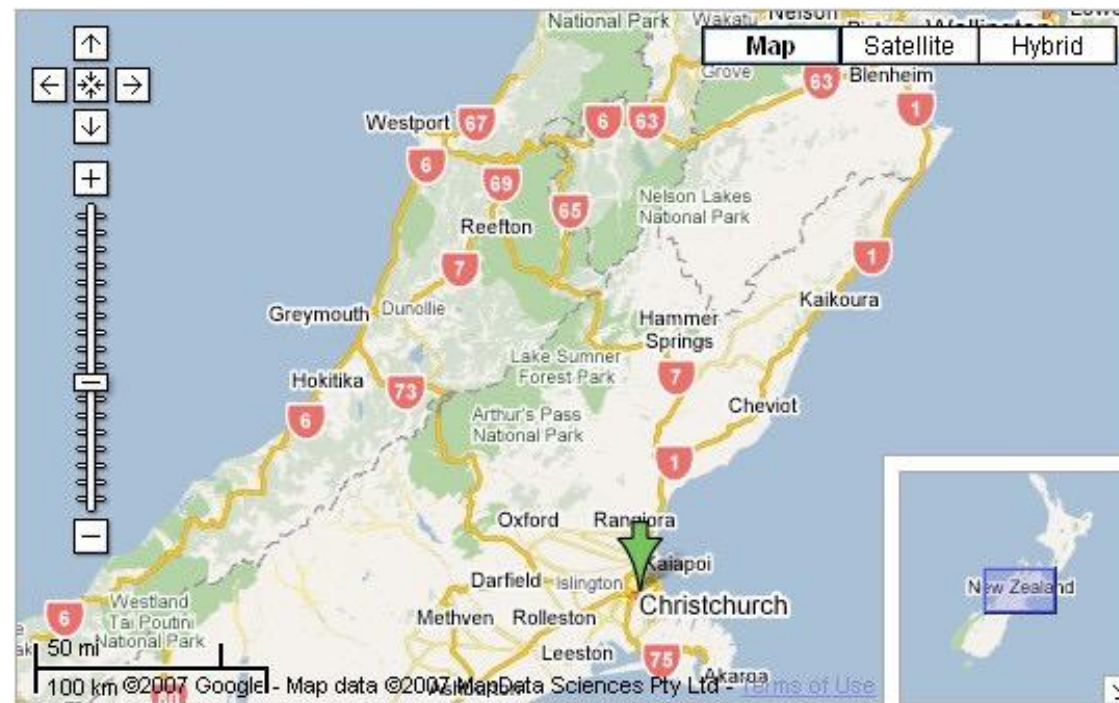 National Park
Nelson
Map
Satellite
Hybrid
Grove
63
Blenheim
1
Westport
67
6
63
6
69
65
Nelson Lakes
National Park
Reefton
7
1
Kaikoura
Greymouth
Dunollie
Hammer
Springs
Lake Sumner
Forest Park
7
Hokitika
73
6
Cheviot
Arthur's Pass
National Park
1
Oxford
Rangiora
Kaiapoi
Darfield
Islington
Christchurch
Methven
Rolleston
Leeston
75
Akaroa
6
Westland
Tai Poutini
National Park
50 mi
100 km
©2007 Google - Map data ©2007 MapData Sciences Pty Ltd - Terms of Use
New Zealand